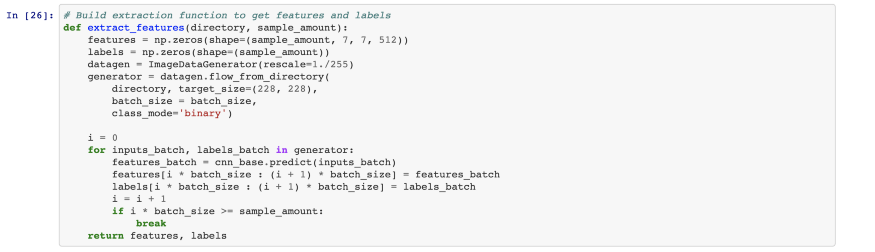 In [26]: # Build extraction function to get features and labels
def extract_features(directory, sample_amount):
    features = np.zeros(shape=(sample_amount, 7, 7, 512))
    labels = np.zeros(shape=(sample_amount))
    datagen = ImageDataGenerator(rescale=1./255)
    generator = datagen.flow_from_directory(
        directory, target_size=(228, 228),
        batch_size = batch_size,
        class_mode='binary')

    i = 0
    for inputs_batch, labels_batch in generator:
        features_batch = cnn_base.predict(inputs_batch)
        features[i * batch_size : (i + 1) * batch_size] = features_batch
        labels[i * batch_size : (i + 1) * batch_size] = labels_batch
        i = i + 1
        if i * batch_size >= sample_amount:
            break
    return features, labels